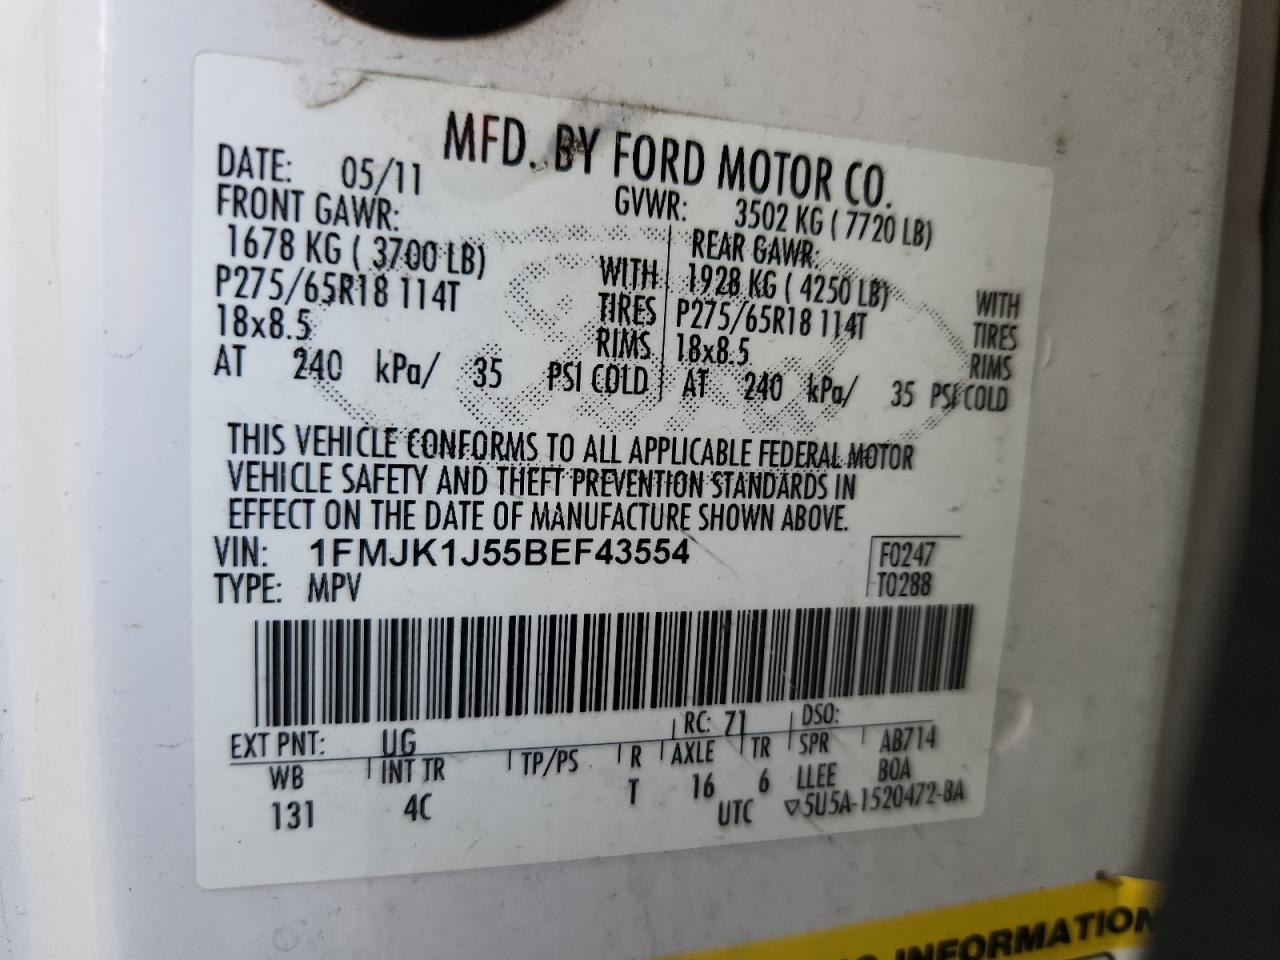 MFD. BY FORD MOTOR CO.
DATE: 05/11 GVWR: 3502 KG ( 7720 LB)
FRONT GAWR: REAR GAWR:
1678 KG ( 3700 LB) WITH 1928 KG ( 4250 LB) WITH
P275/65R18 114T TIRES P275/65R18 114T TIRES
18x8.5 RIMS 18x8.5 RIMS
AT 240 kPa/ 35 PSI COLD AT 240 kPa/ 35 PSI COLD
THIS VEHICLE CONFORMS TO ALL APPLICABLE FEDERAL MOTOR
VEHICLE SAFETY AND THEFT PREVENTION STANDARDS IN
EFFECT ON THE DATE OF MANUFACTURE SHOWN ABOVE.
VIN: 1FMJK1J55BEF43554 F0247
TYPE: MPV T0288
EXT PNT: UG RC: 71 DSO:
WB INT TR TP/PS R AXLE TR SPR AB714
131 4C T 16 6 LLEE BOA
UTC ▽5U5A-1520472-BA
INFORMATION